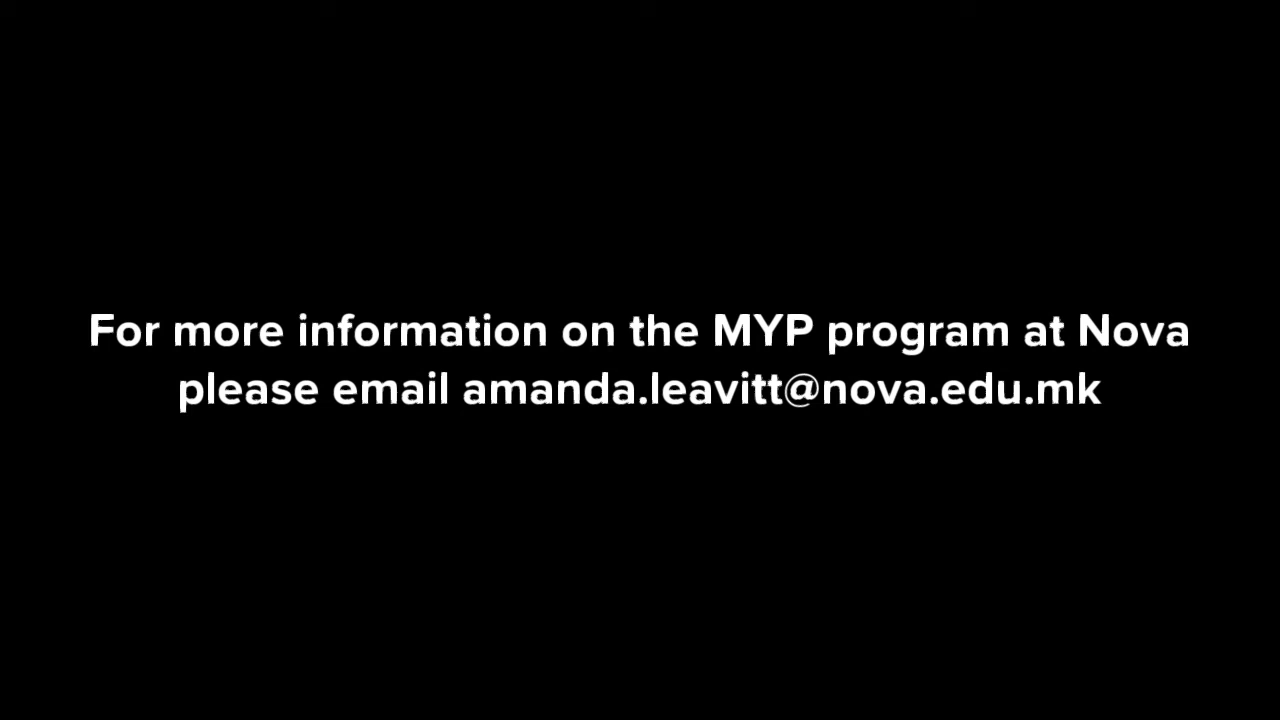 For more information on the MYP program at Nova
please email amanda.leavitt@nova.edu.mk